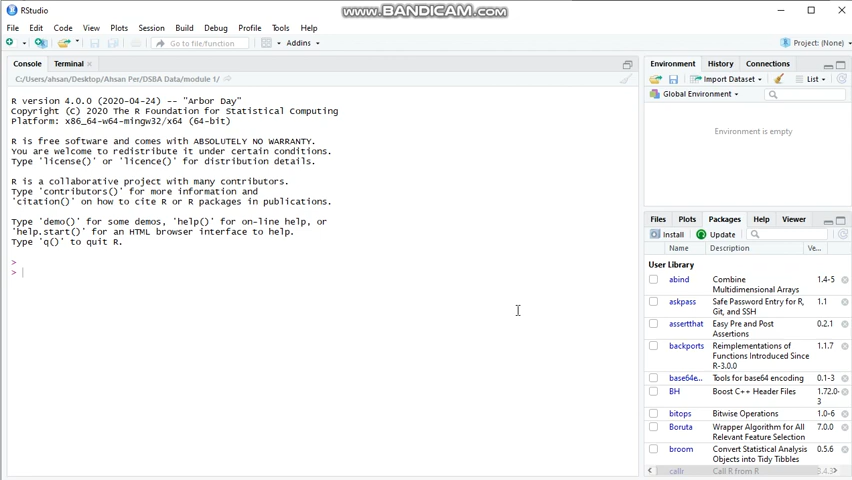 RStudio
www.BANDICAM.com
File Edit Code View Plots Session Build Debug Profile Tools Help
Go to file/function
Addins
Project: (None)
Console Terminal
C:/Users/ahsan/Desktop/Ahsan Per/DSBA Data/module 1/
R version 4.0.0 (2020-04-24) -- "Arbor Day"
Copyright (C) 2020 The R Foundation for Statistical Computing
Platform: x86_64-w64-mingw32/x64 (64-bit)
R is free software and comes with ABSOLUTELY NO WARRANTY.
You are welcome to redistribute it under certain conditions.
Type 'license()' or 'licence()' for distribution details.
R is a collaborative project with many contributors.
Type 'contributors()' for more information and
'citation()' on how to cite R or R packages in publications.
Type 'demo()' for some demos, 'help()' for on-line help, or
'help.start()' for an HTML browser interface to help.
Type 'q()' to quit R.
>
>
Environment History Connections
Import Dataset
List
Global Environment
Environment is empty
Files Plots Packages Help Viewer
Install Update
Name Description Ve...
User Library
abind Combine Multidimensional Arrays 1.4-5
askpass Safe Password Entry for R, Git, and SSH 1.1
assertthat Easy Pre and Post Assertions 0.2.1
backports Reimplementations of Functions Introduced Since R-3.0.0 1.1.7
base64e... Tools for base64 encoding 0.1-3
BH Boost C++ Header Files 1.72.0-3
bitops Bitwise Operations 1.0-6
Boruta Wrapper Algorithm for All Relevant Feature Selection 7.0.0
broom Convert Statistical Analysis Objects into Tidy Tibbles 0.5.6
callr Call R from R 3.4.3